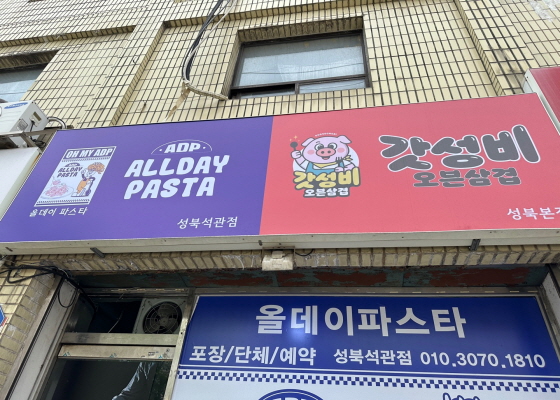 OH MY ADP
ALLDAY
PASTA
올데이 파스타
ADP
ALLDAY
PASTA
성북석관점
갓성비
오븐삼겹
갓성비
오븐삼겹
성북본점
올데이파스타
포장/단체/예약 성북석관점 010.3070.1810